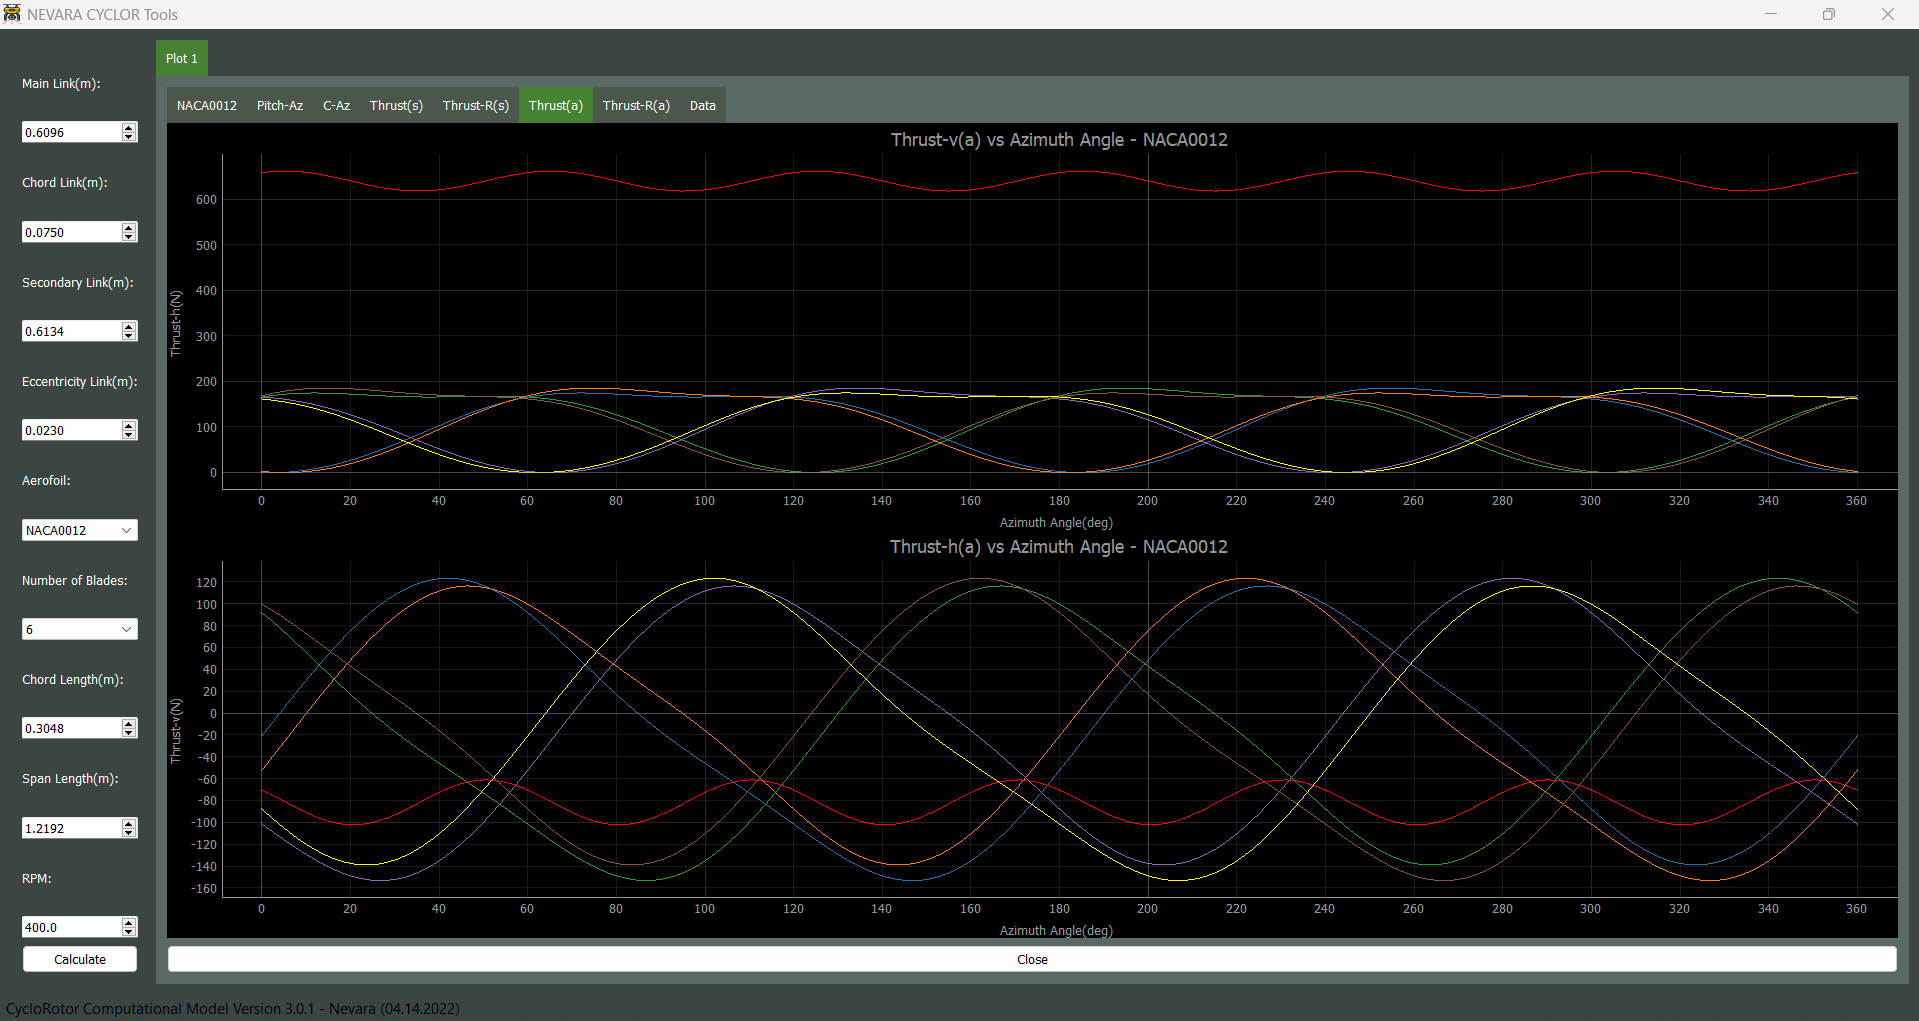 NEVARA CYCLOR Tools
Main Link(m):
0.6096
Chord Link(m):
0.0750
Secondary Link(m):
0.6134
Eccentricity Link(m):
0.0230
Aerofoil:
NACA0012
Number of Blades:
6
Chord Length(m):
0.3048
Span Length(m):
1.2192
RPM:
400.0
Calculate
Plot 1
NACA0012 Pitch-Az C-Az Thrust(s) Thrust-R(s) Thrust(a) Thrust-R(a) Data
Thrust-v(a) vs Azimuth Angle - NACA0012
Thrust-h(N)
600
500
400
300
200
100
0
0 20 40 60 80 100 120 140 160 180 200 220 240 260 280 300 320 340 360
Azimuth Angle(deg)
Thrust-h(a) vs Azimuth Angle - NACA0012
Thrust-v(N)
120
100
80
60
40
20
0
-20
-40
-60
-80
-100
-120
-140
-160
0 20 40 60 80 100 120 140 160 180 200 220 240 260 280 300 320 340 360
Azimuth Angle(deg)
Close
CycloRotor Computational Model Version 3.0.1 - Nevara (04.14.2022)